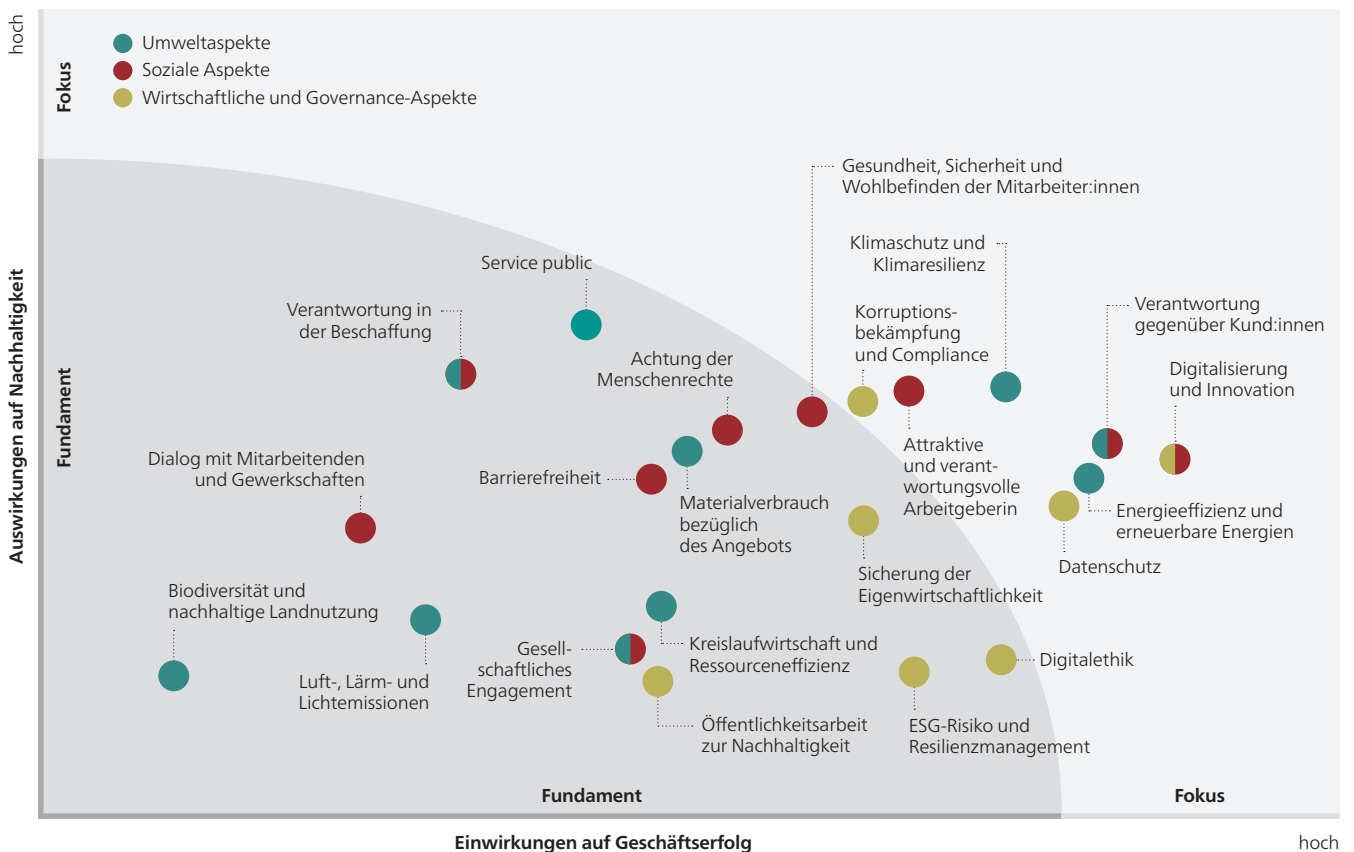 hoch
Fokus
Umweltaspekte
Soziale Aspekte
Wirtschaftliche und Governance-Aspekte
Gesundheit, Sicherheit und
Wohlbefinden der Mitarbeiter:innen
Klimaschutz und
Klimaresilienz
Service public
Verantwortung in
der Beschaffung
Korruptions-
bekämpfung
und Compliance
Verantwortung
gegenüber Kund:innen
Achtung der
Menschenrechte
Digitalisierung
und Innovation
Auswirkungen auf Nachhaltigkeit
Fundament
Dialog mit Mitarbeitenden
und Gewerkschaften
Barrierefreiheit
Materialverbrauch
bezüglich
des Angebots
Attraktive
und verant-
wortungsvolle
Arbeitgeberin
Energieeffizienz und
erneuerbare Energien
Datenschutz
Sicherung der
Eigenwirtschaftlichkeit
Biodiversität und
nachhaltige Landnutzung
Luft-, Lärm- und
Lichtemissionen
Gesell-
schaftliches
Engagement
Kreislaufwirtschaft und
Ressourceneffizienz
Digitalethik
Öffentlichkeitsarbeit
zur Nachhaltigkeit
ESG-Risiko und
Resilienzmanagement
Fundament
Fokus
Einwirkungen auf Geschäftserfolg
hoch